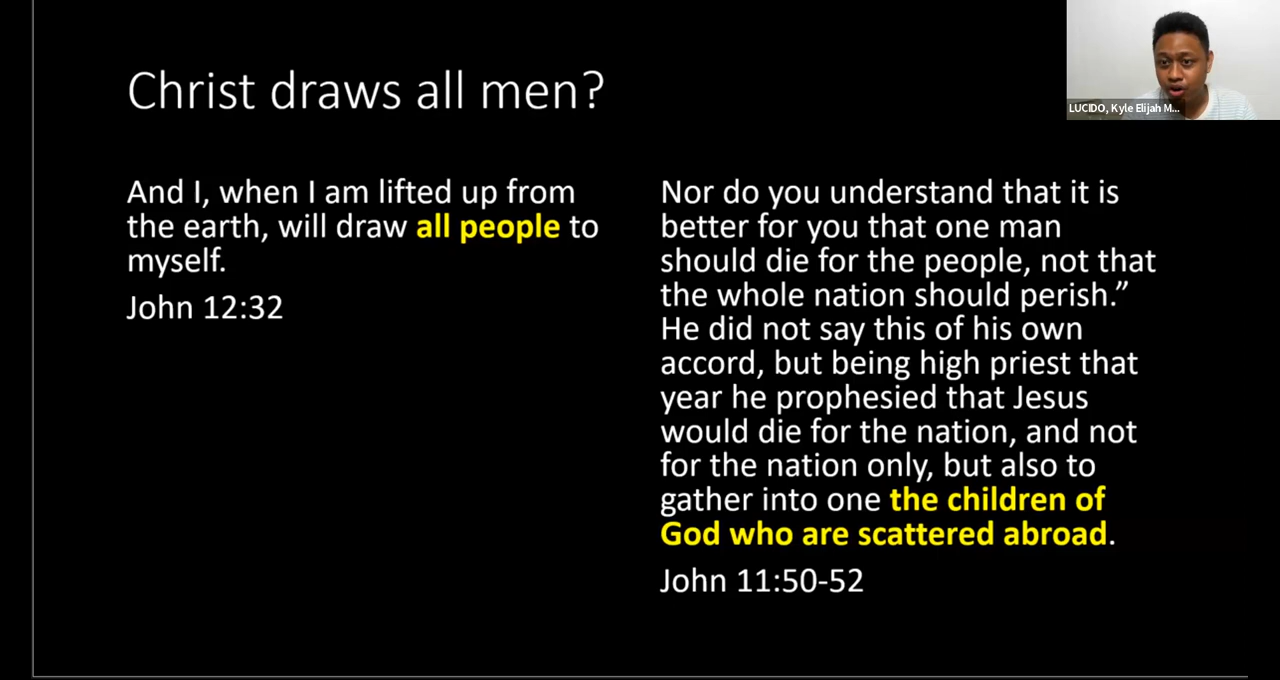 Christ draws all men?
LUCIDO, Kyle Elijah M...
And I, when I am lifted up from
the earth, will draw all people to
myself.
John 12:32
Nor do you understand that it is
better for you that one man
should die for the people, not that
the whole nation should perish.”
He did not say this of his own
accord, but being high priest that
year he prophesied that Jesus
would die for the nation, and not
for the nation only, but also to
gather into one the children of
God who are scattered abroad.
John 11:50-52